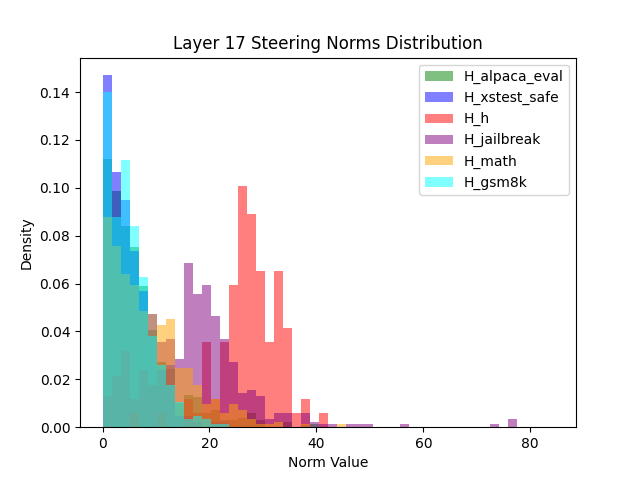 Layer 17 Steering Norms Distribution
H_alpaca_eval
H_xstest_safe
H_h
H_jailbreak
H_math
H_gsm8k
Density
0.14
0.12
0.10
0.08
0.06
0.04
0.02
0.00
0 20 40 60 80
Norm Value